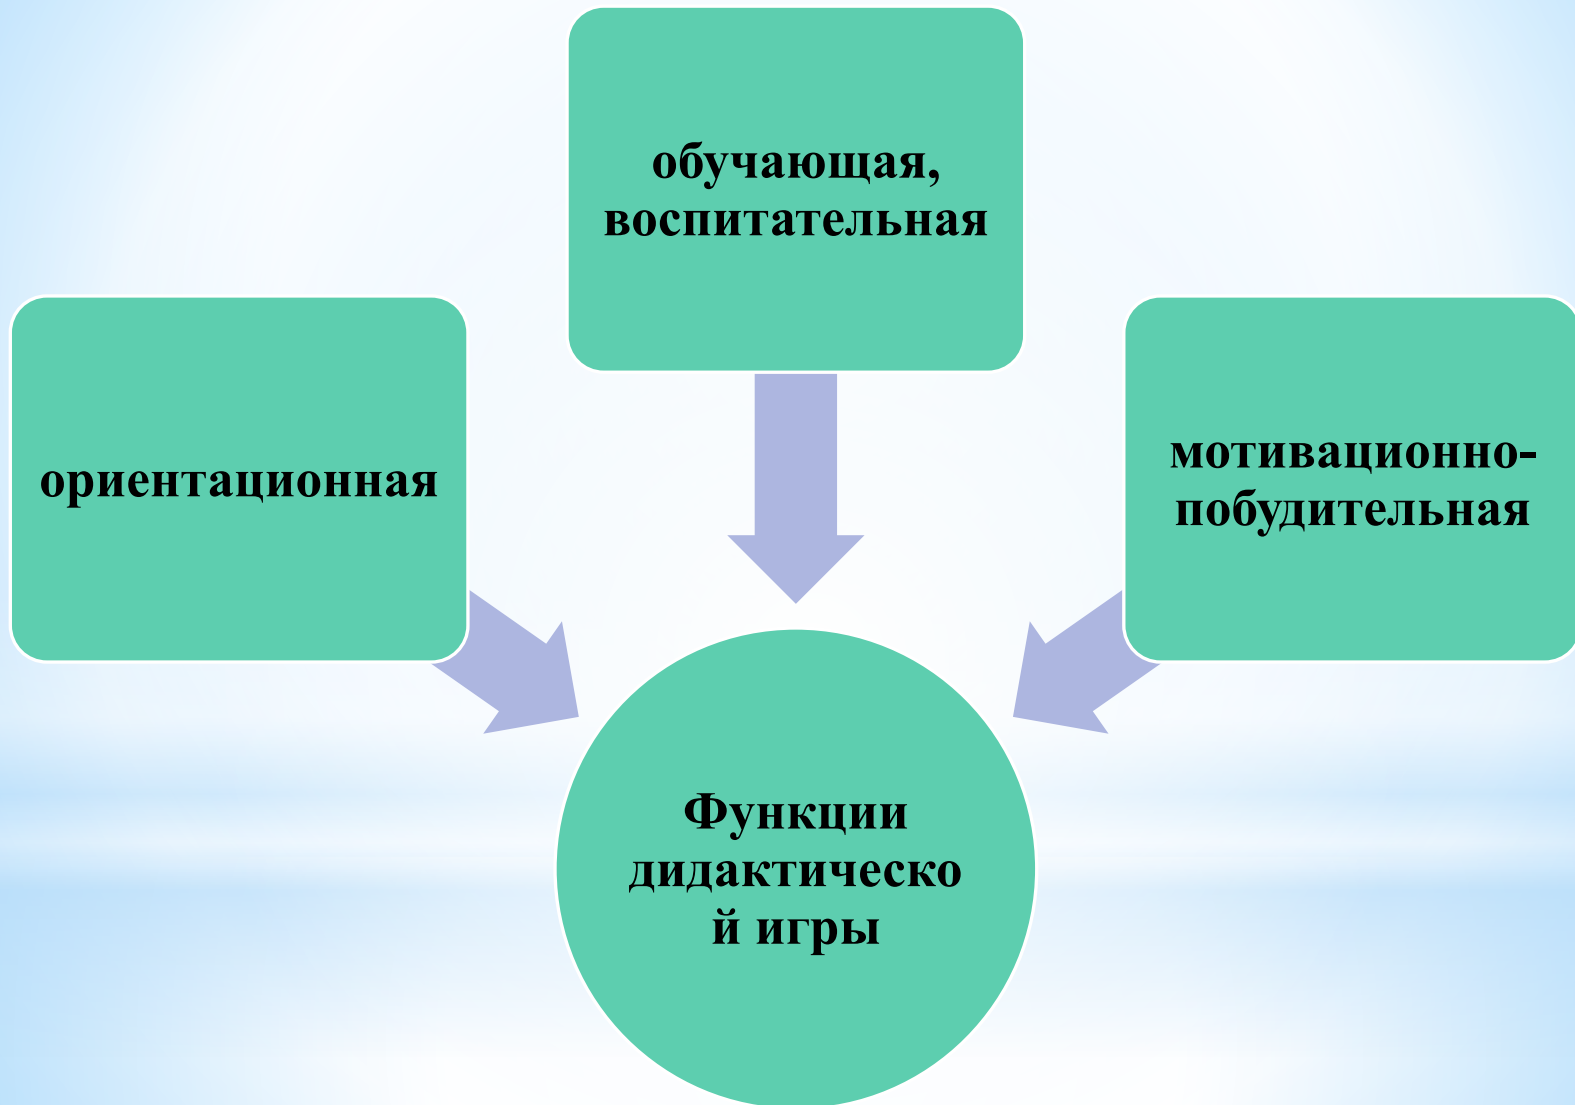 обучающая,
воспитательная
ориентационная
мотивационно-
побудительная
Функции
дидактическо
й игры